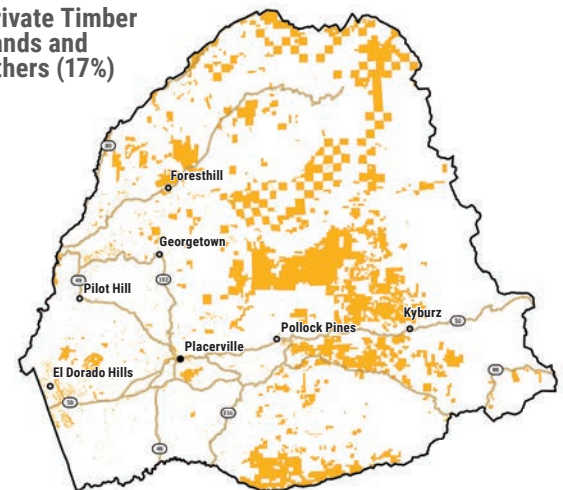 rivate Timber
ands and
thers (17%)
80
Foresthill
Georgetown
49
193
Pilot Hill
Kyburz
50
Pollock Pines
Placerville
El Dorado Hills
50
89
E16
49